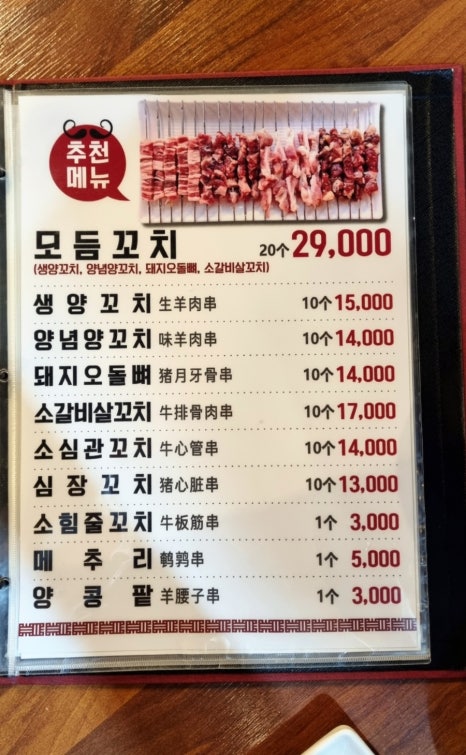 추천
메뉴
모듬꼬치 20个 29,000
(생양꼬치, 양념양꼬치, 돼지오돌뼈, 소갈비살꼬치)
생양꼬치 生羊肉串 10个 15,000
양념양꼬치 味羊肉串 10个 14,000
돼지오돌뼈 猪月牙骨串 10个 14,000
소갈비살꼬치 牛排骨肉串 10个 17,000
소심관꼬치 牛心管串 10个 14,000
심장꼬치 猪心脏串 10个 13,000
소힘줄꼬치 牛板筋串 1个 3,000
메추리 鹌鹑串 1个 5,000
양콩팥 羊腰子串 1个 3,000